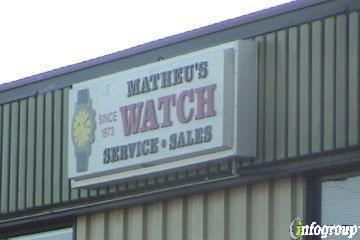 MATHEU'S
SINCE
1973
WATCH
SERVICE • SALES
infogroup